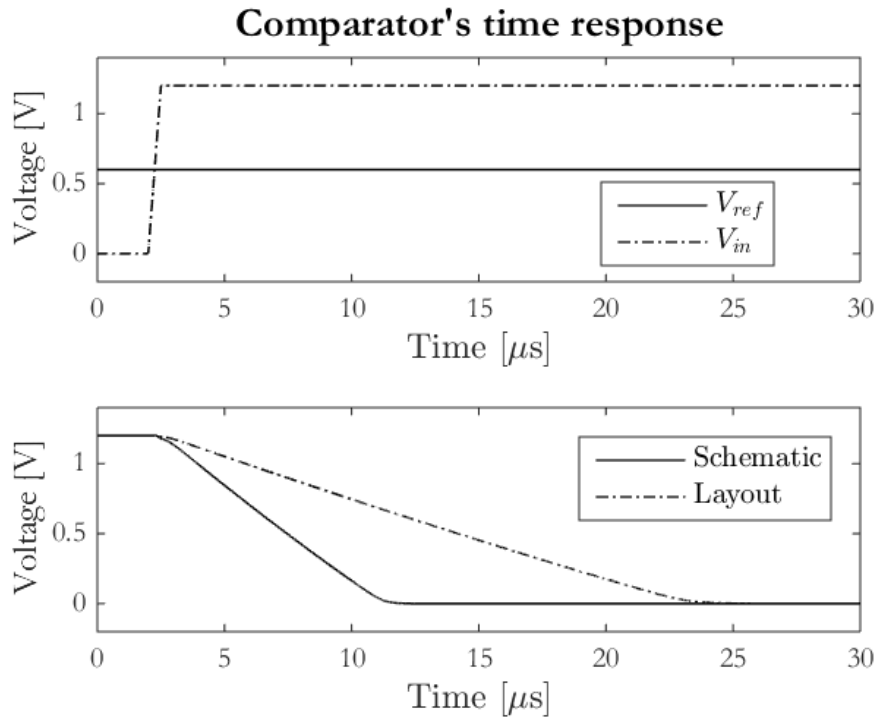 Comparator's time response
Voltage [V]
1
0.5
0
V_ref
V_in
0 5 10 15 20 25 30
Time [μs]
Voltage [V]
1
0.5
0
Schematic
Layout
0 5 10 15 20 25 30
Time [μs]